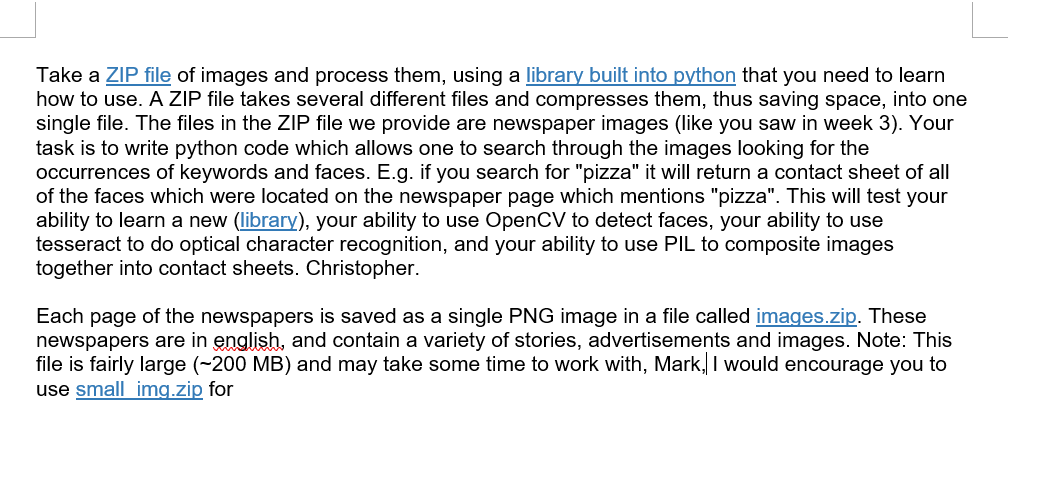 Take a ZIP file of images and process them, using a library built into python that you need to learn
how to use. A ZIP file takes several different files and compresses them, thus saving space, into one
single file. The files in the ZIP file we provide are newspaper images (like you saw in week 3). Your
task is to write python code which allows one to search through the images looking for the
occurrences of keywords and faces. E.g. if you search for "pizza" it will return a contact sheet of all
of the faces which were located on the newspaper page which mentions "pizza". This will test your
ability to learn a new (library), your ability to use OpenCV to detect faces, your ability to use
tesseract to do optical character recognition, and your ability to use PIL to composite images
together into contact sheets. Christopher.
Each page of the newspapers is saved as a single PNG image in a file called images.zip. These
newspapers are in english, and contain a variety of stories, advertisements and images. Note: This
file is fairly large (~200 MB) and may take some time to work with, Mark, I would encourage you to
use small_img.zip for